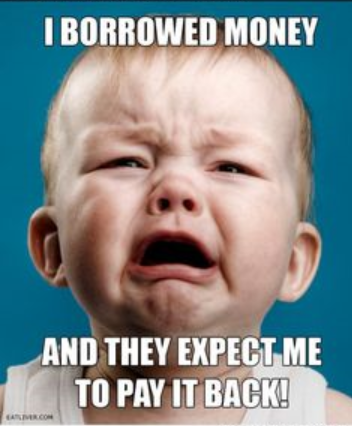 I BORROWED MONEY
AND THEY EXPECT ME
TO PAY IT BACK!
EATLIVER.COM